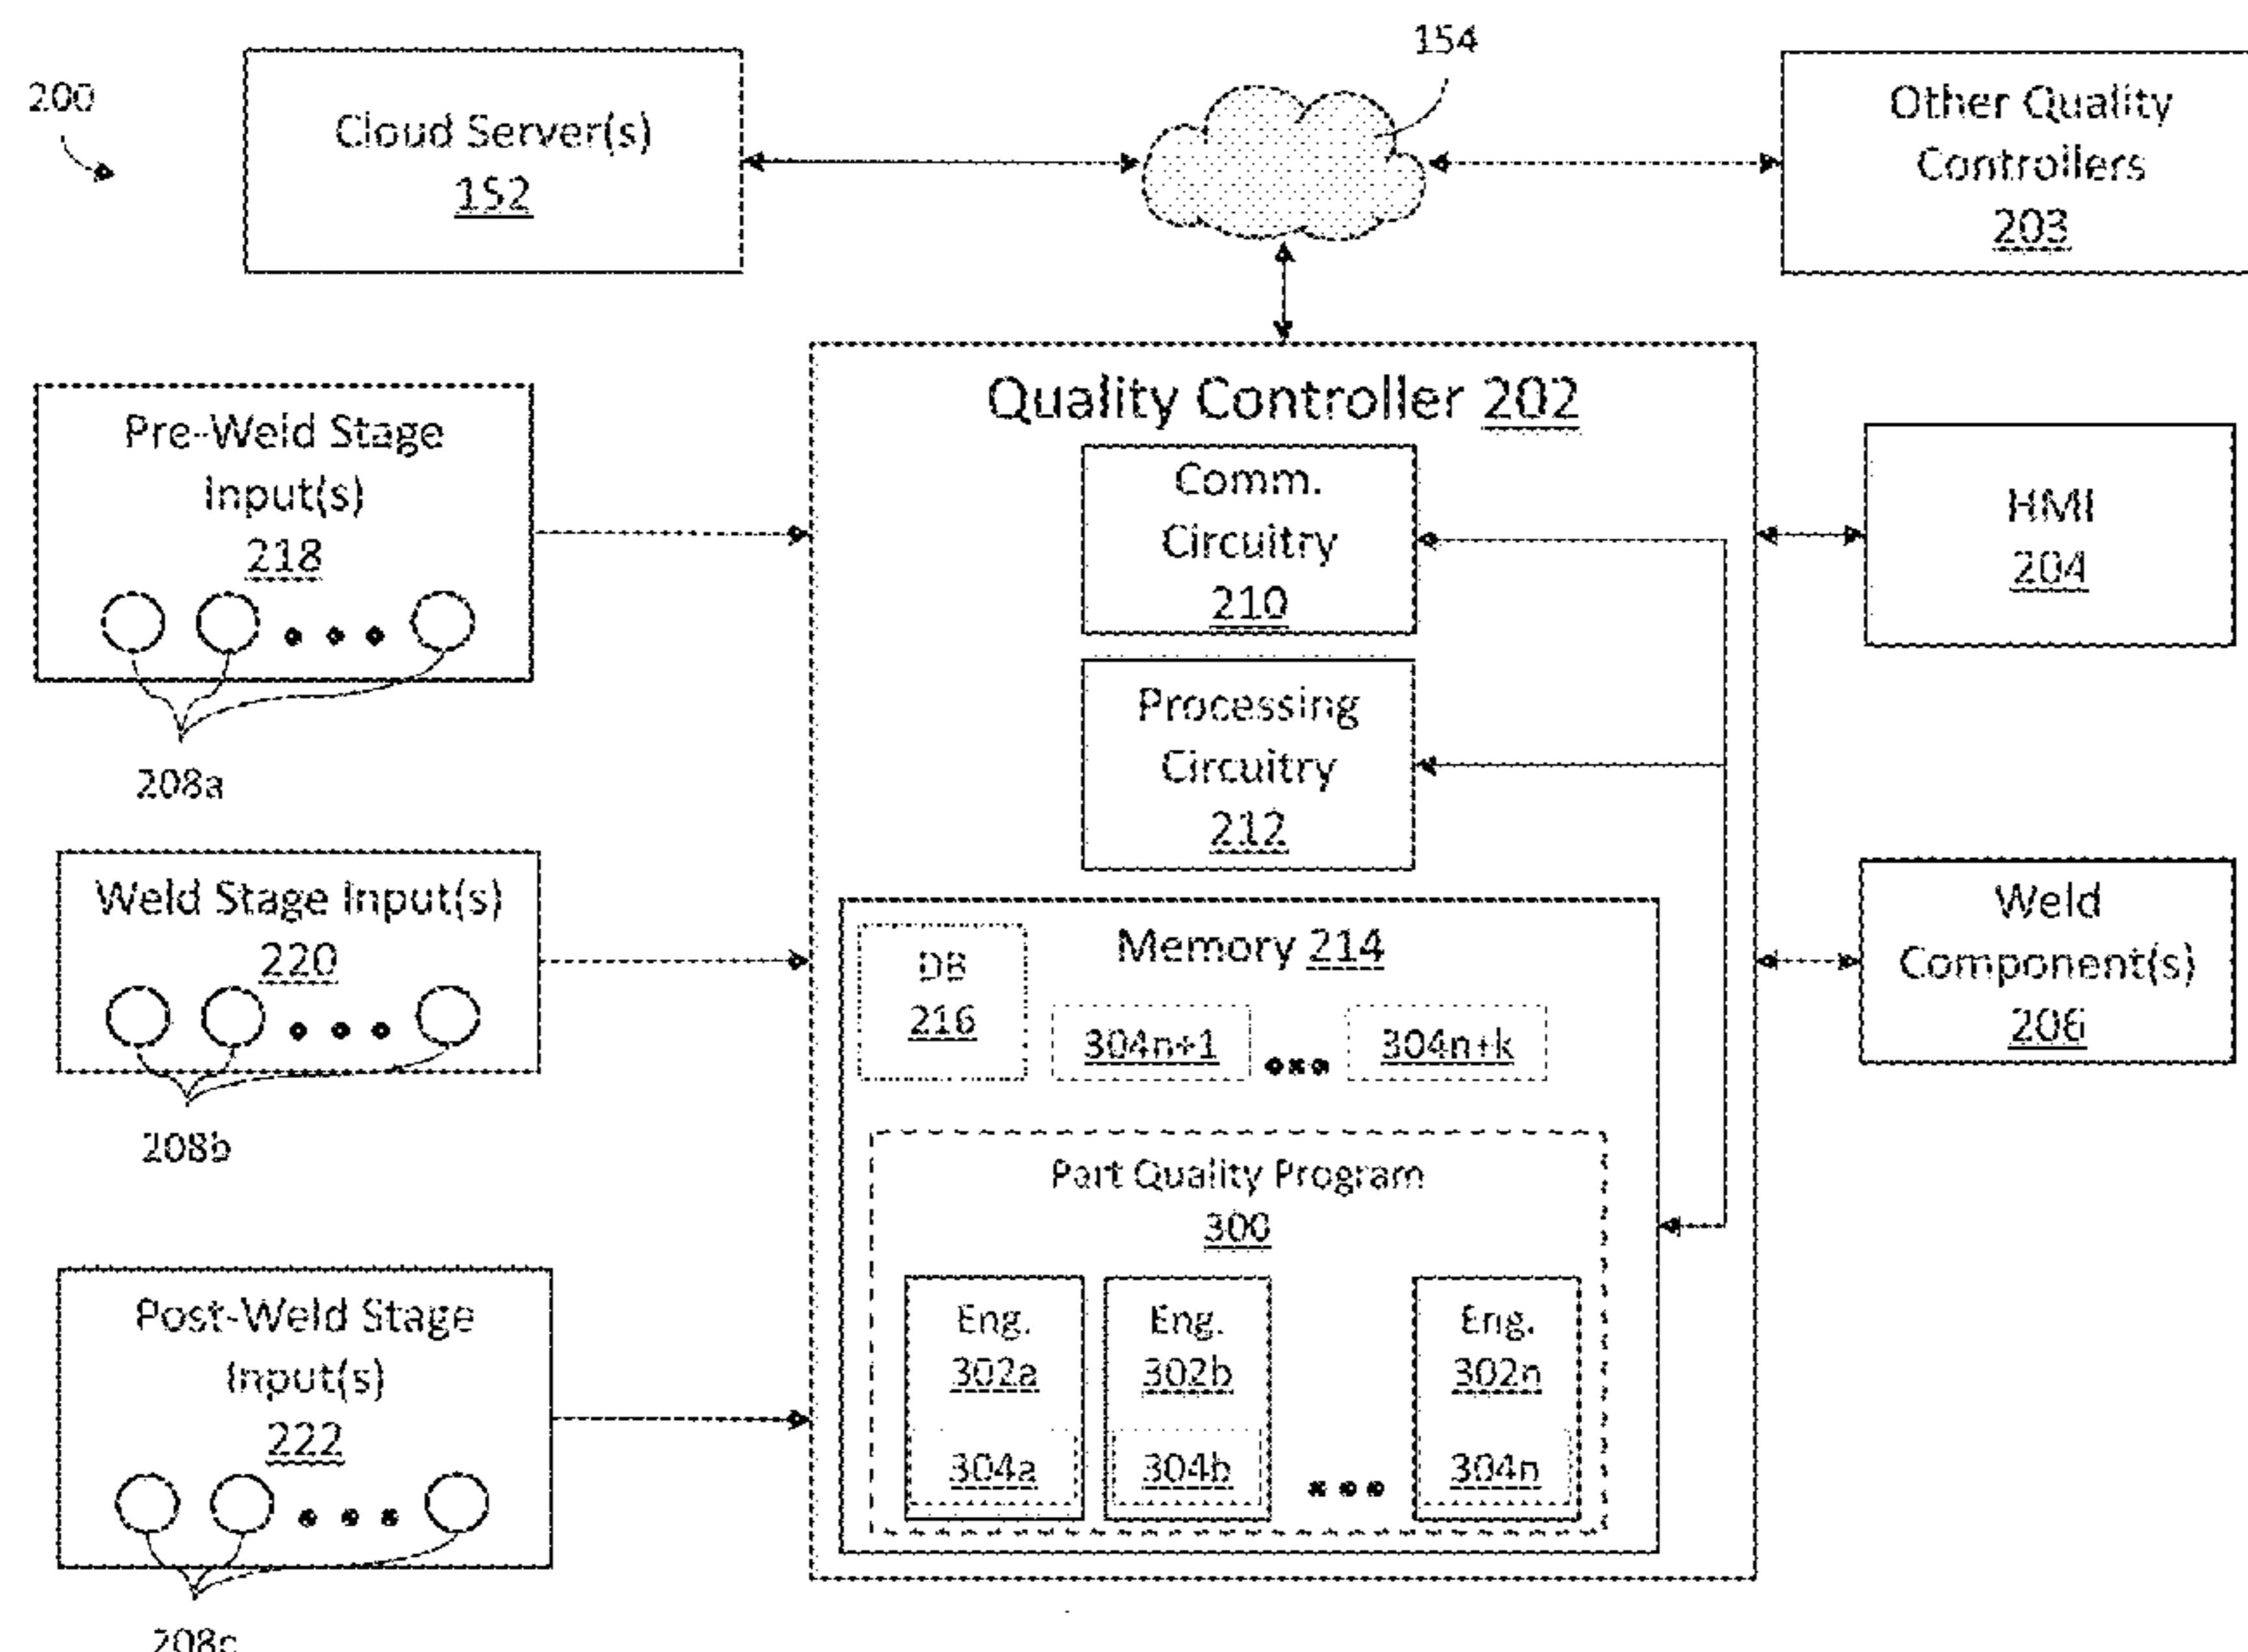 200
Cloud Server(s)
152
154
Other Quality
Controllers
203
Pre-Weld Stage
Input(s)
218
208a
Weld Stage Input(s)
220
208b
Post-Weld Stage
Input(s)
222
208c
Quality Controller 202
Comm.
Circuitry
210
Processing
Circuitry
212
Memory 214
DB
216
304n+1
304n+k
Part Quality Program
300
Eng.
302a
304a
Eng.
302b
304b
Eng.
302n
304n
HMI
204
Weld
Component(s)
206